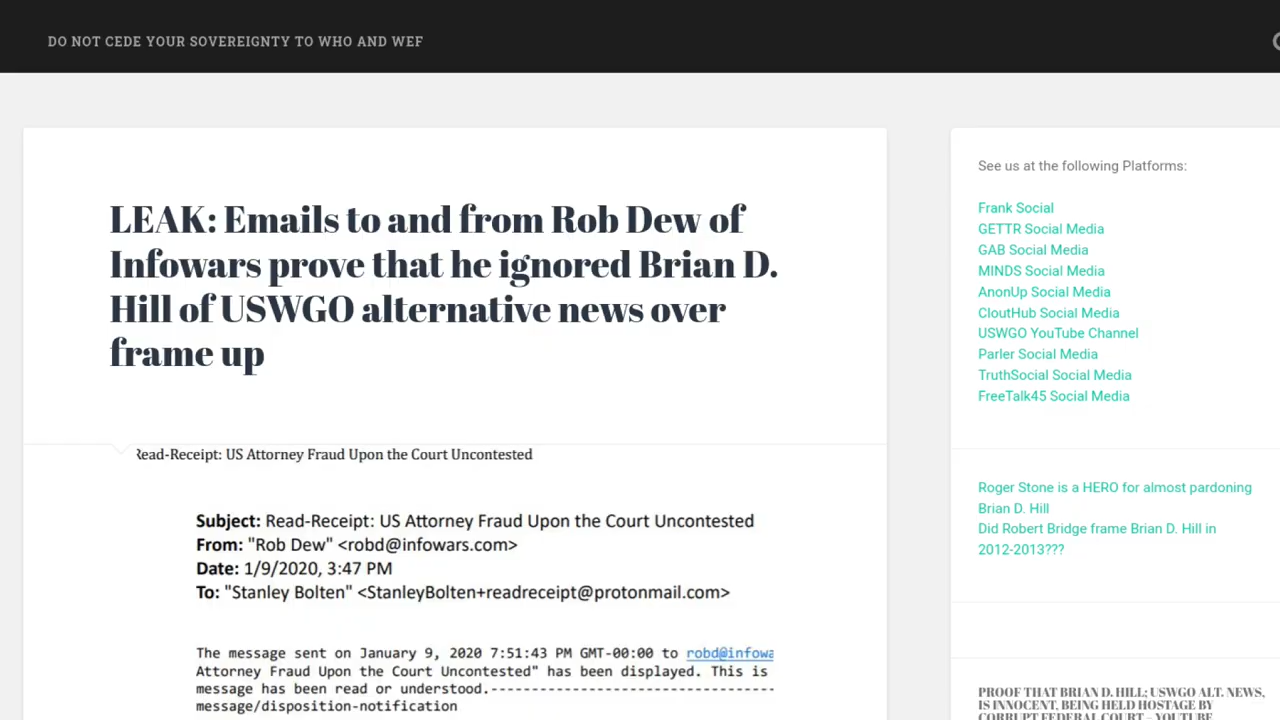 DO NOT CEDE YOUR SOVEREIGNTY TO WHO AND WEF
LEAK: Emails to and from Rob Dew of
Infowars prove that he ignored Brian D.
Hill of USWGO alternative news over
frame up
Read-Receipt: US Attorney Fraud Upon the Court Uncontested
Subject: Read-Receipt: US Attorney Fraud Upon the Court Uncontested
From: "Rob Dew" <robd@infowars.com>
Date: 1/9/2020, 3:47 PM
To: "Stanley Bolten" <StanleyBolten+readreceipt@protonmail.com>
The message sent on January 9, 2020 7:51:43 PM GMT-00:00 to robd@infowa
Attorney Fraud Upon the Court Uncontested" has been displayed. This is
message has been read or understood.--------------------------------
message/disposition-notification
See us at the following Platforms:
Frank Social
GETTR Social Media
GAB Social Media
MINDS Social Media
AnonUp Social Media
CloutHub Social Media
USWGO YouTube Channel
Parler Social Media
TruthSocial Social Media
FreeTalk45 Social Media
Roger Stone is a HERO for almost pardoning
Brian D. Hill
Did Robert Bridge frame Brian D. Hill in
2012-2013???
PROOF THAT BRIAN D. HILL; USWGO ALT. NEWS,
IS INNOCENT, BEING HELD HOSTAGE BY
CORRUPT FEDERAL COURT – YOUTUBE